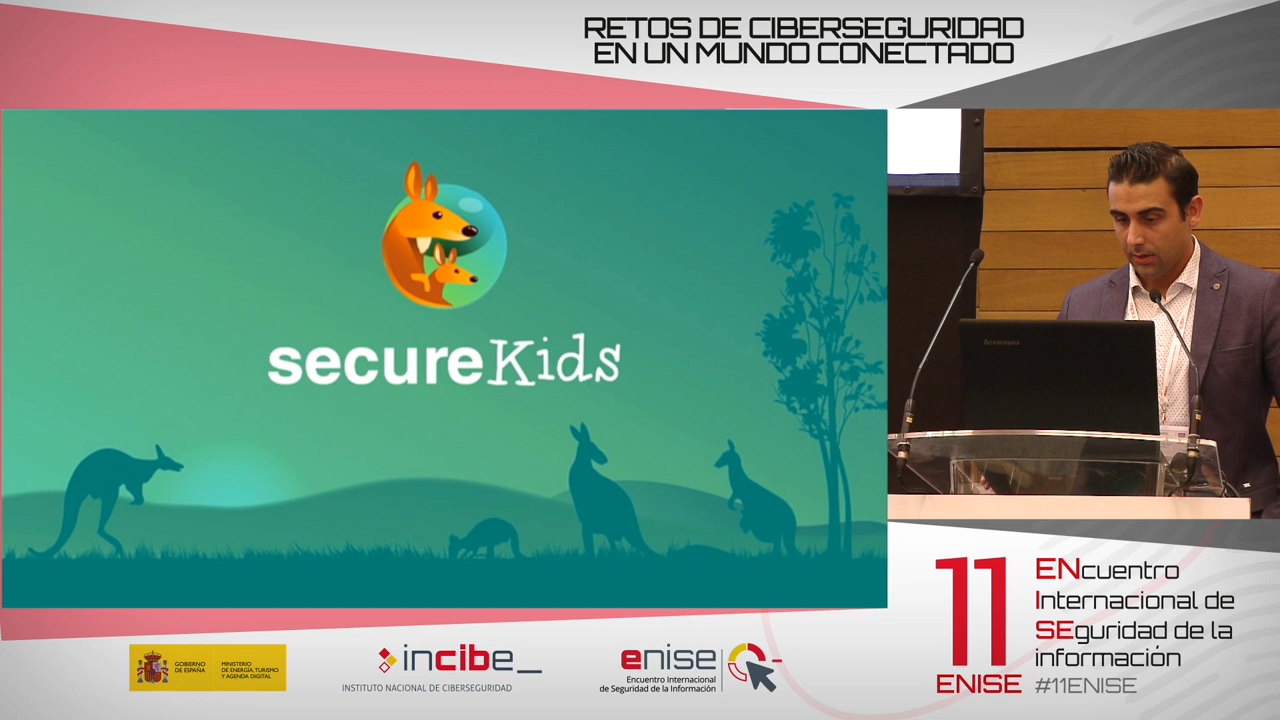 RETOS DE CIBERSEGURIDAD
EN UN MUNDO CONECTADO
secureKids
lenovo
GOBIERNO
DE ESPAÑA
MINISTERIO
DE ENERGÍA, TURISMO
Y AGENDA DIGITAL
incibe_
INSTITUTO NACIONAL DE CIBERSEGURIDAD
enise
Encuentro Internacional
de Seguridad de la Información
11
ENISE
ENcuentro
Internacional de
SEguridad de la
información
#11ENISE